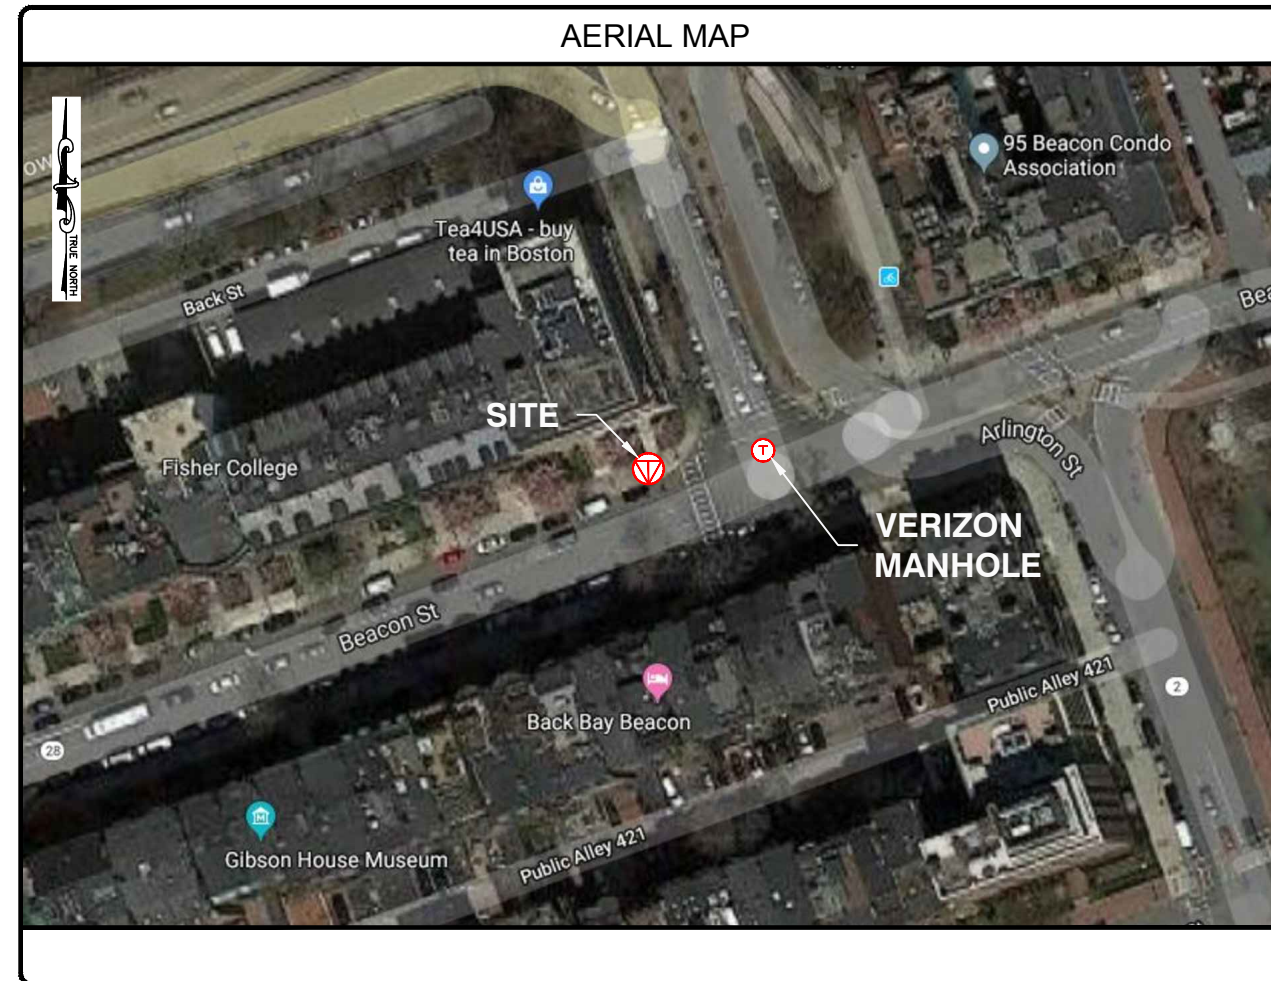 AERIAL MAP
TRUE NORTH
95 Beacon Condo
Association
Tea4USA - buy
tea in Boston
Back St
SITE
Arlington St
Fisher College
T
VERIZON
MANHOLE
Beacon St
Public Alley 421
2
Back Bay Beacon
28
Gibson House Museum
M
Public Alley 421